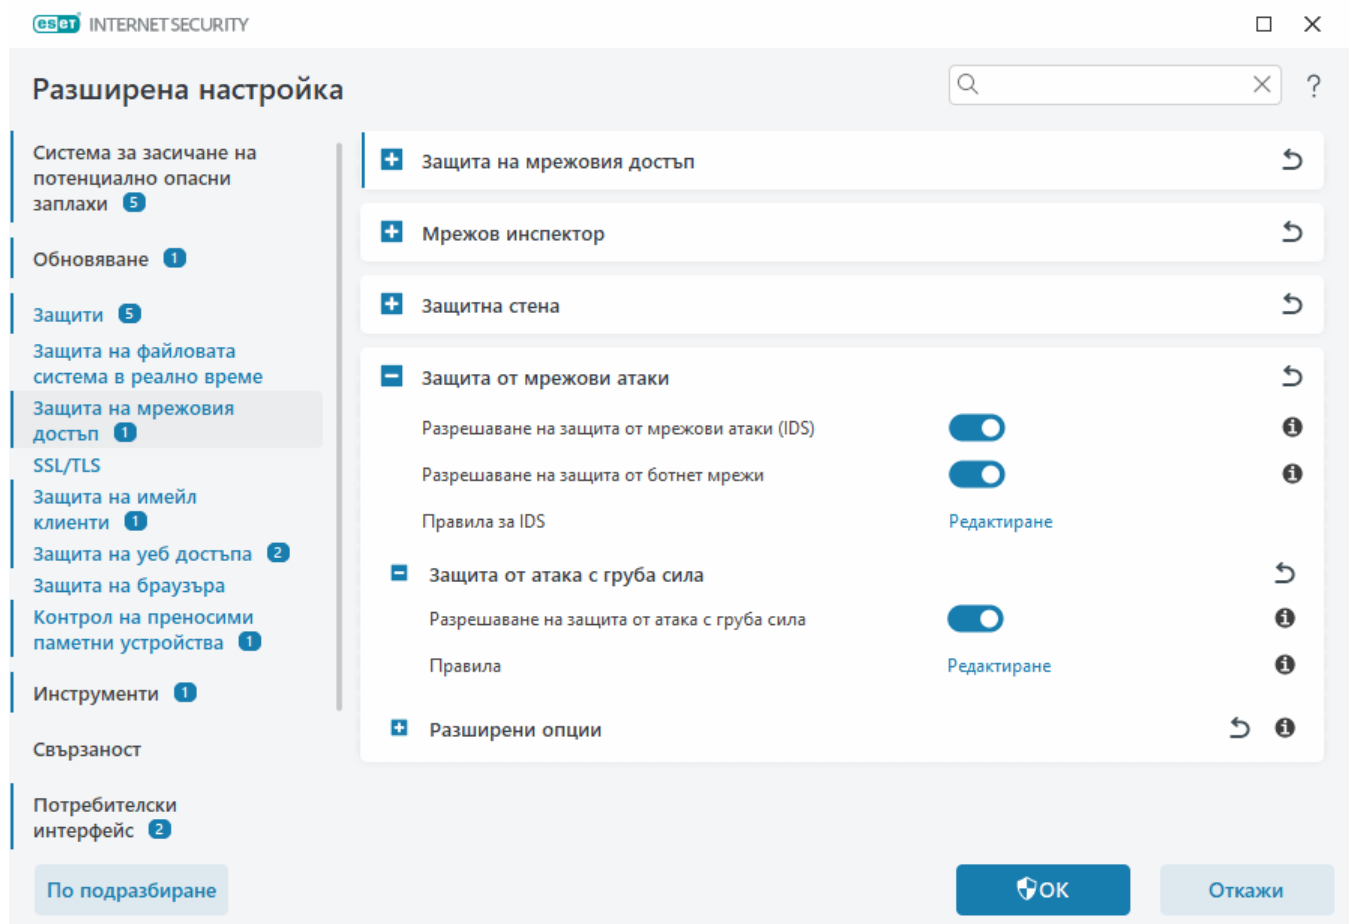 eset INTERNET SECURITY
Разширена настройка
?
Система за засичане на
потенциално опасни
заплахи 5
Обновяване 1
Защити 5
Защита на файловата
система в реално време
Защита на мрежовия
достъп 1
SSL/TLS
Защита на имейл
клиенти 1
Защита на уеб достъпа 2
Защита на браузъра
Контрол на преносими
паметни устройства 1
Инструменти 1
Свързаност
Потребителски
интерфейс 2
Защита на мрежовия достъп
Мрежов инспектор
Защитна стена
Защита от мрежови атаки
Разрешаване на защита от мрежови атаки (IDS)
Разрешаване на защита от ботнет мрежи
Правила за IDS Редактиране
Защита от атака с груба сила
Разрешаване на защита от атака с груба сила
Правила Редактиране
Разширени опции
По подразбиране
OK
Откажи